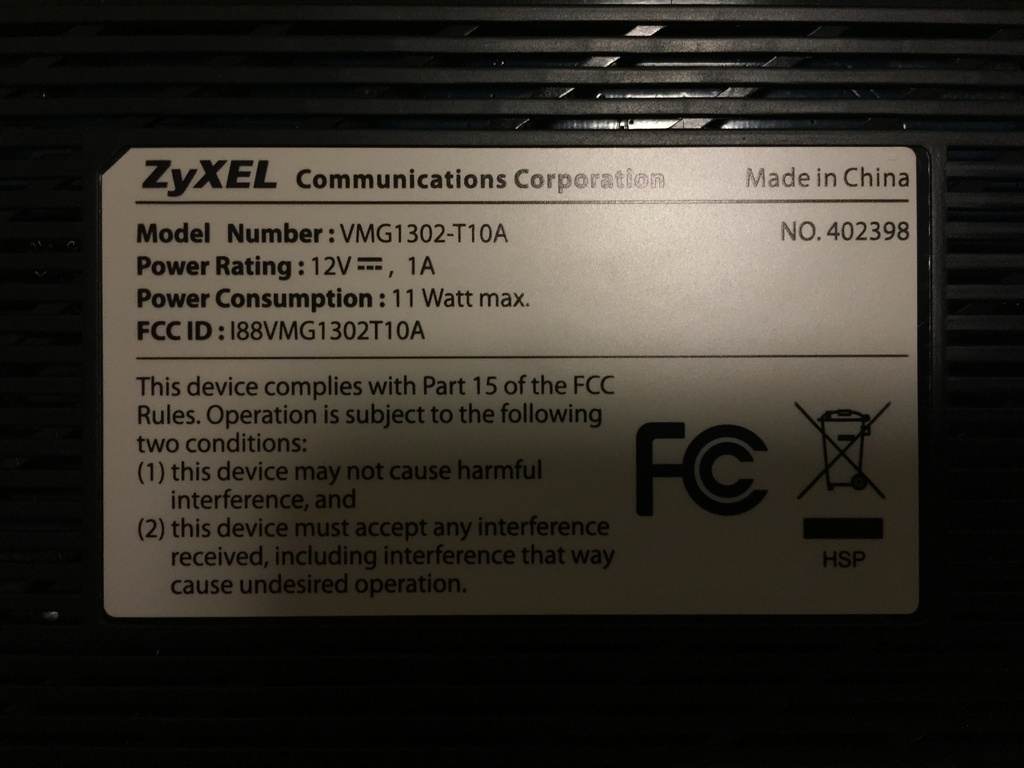 ZyXEL Communications Corporation Made in China
Model Number : VMG1302-T10A NO. 402398
Power Rating : 12V ⎓ , 1A
Power Consumption : 11 Watt max.
FCC ID : I88VMG1302T10A
This device complies with Part 15 of the FCC
Rules. Operation is subject to the following
two conditions:
(1) this device may not cause harmful
interference, and
(2) this device must accept any interference
received, including interference that way
cause undesired operation.
FC
HSP